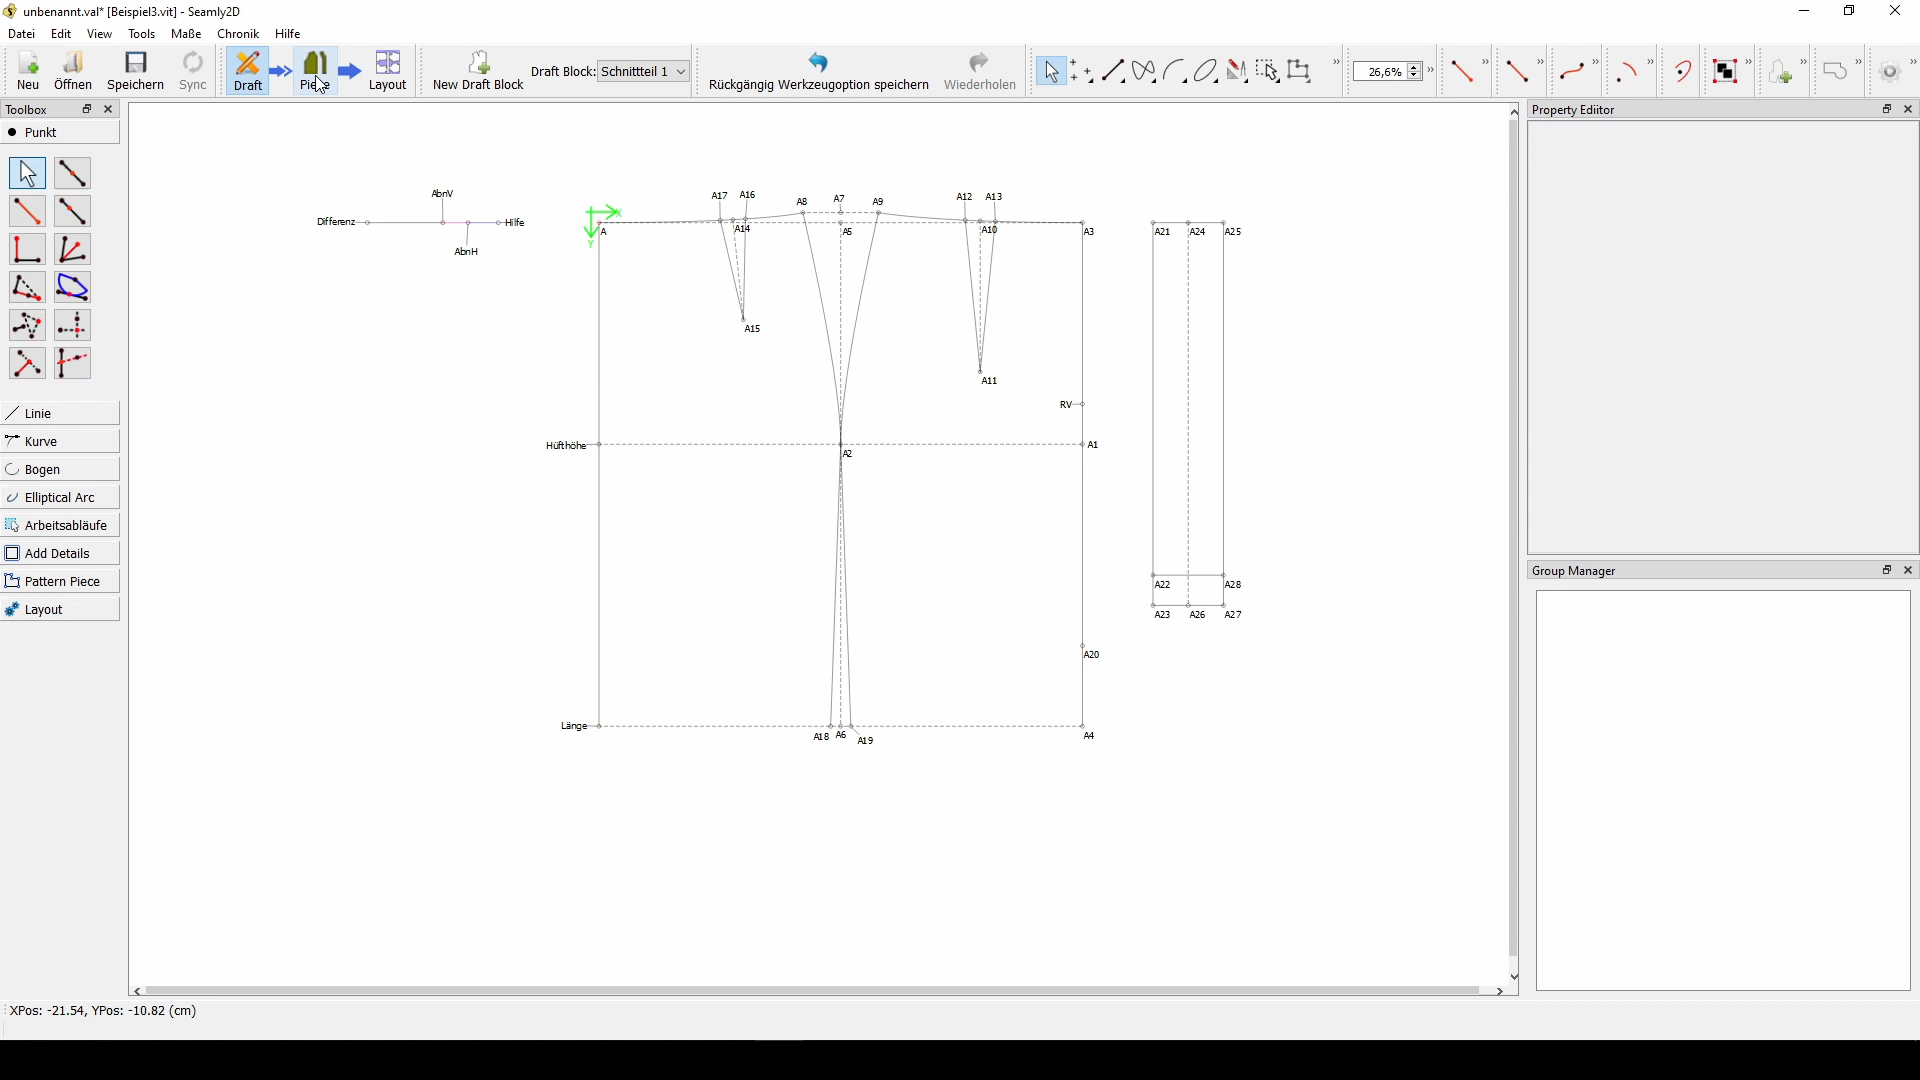 unbenannt.val* [Beispiel3.vit] - Seamly2D
Datei Edit View Tools Maße Chronik Hilfe
Neu Öffnen Speichern Sync Draft Piece Layout New Draft Block Draft Block: Schnittteil 1 Rückgängig Werkzeugoption speichern Wiederholen 26,6%
Toolbox
Punkt
Linie
Kurve
Bogen
Elliptical Arc
Arbeitsabläufe
Add Details
Pattern Piece
Layout
AbnV
Differenz Hilfe
AbnH
X
Y
A17 A16 A8 A7 A9 A12 A13
A A14 A5 A10 A3 A21 A24 A25
A15
A11
RV
Hüfthöhe A1
A2
A22 A28
A23 A26 A27
A20
Länge
A18 A6 A19 A4
Property Ediitor
Group Manager
XPos: -21.54, YPos: -10.82 (cm)